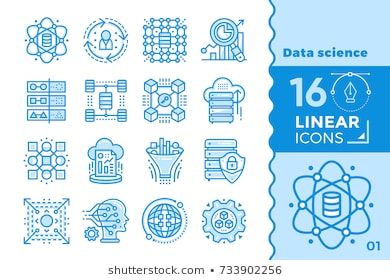 Data science
16
LINEAR
ICONS
01
shutterstock.com • 733902256